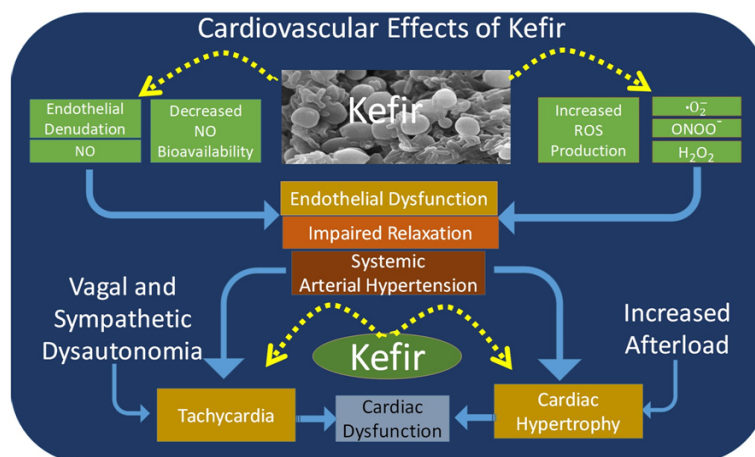 Cardiovascular Effects of Kefir
Endothelial
Denudation
NO
Decreased
NO
Bioavailability
Kefir
Increased
ROS
Production
·O₂⁻
ONOO⁻
H₂O₂
Endothelial Dysfunction
Impaired Relaxation
Systemic
Arterial Hypertension
Vagal and
Sympathetic
Dysautonomia
Kefir
Increased
Afterload
Tachycardia
Cardiac
Dysfunction
Cardiac
Hypertrophy